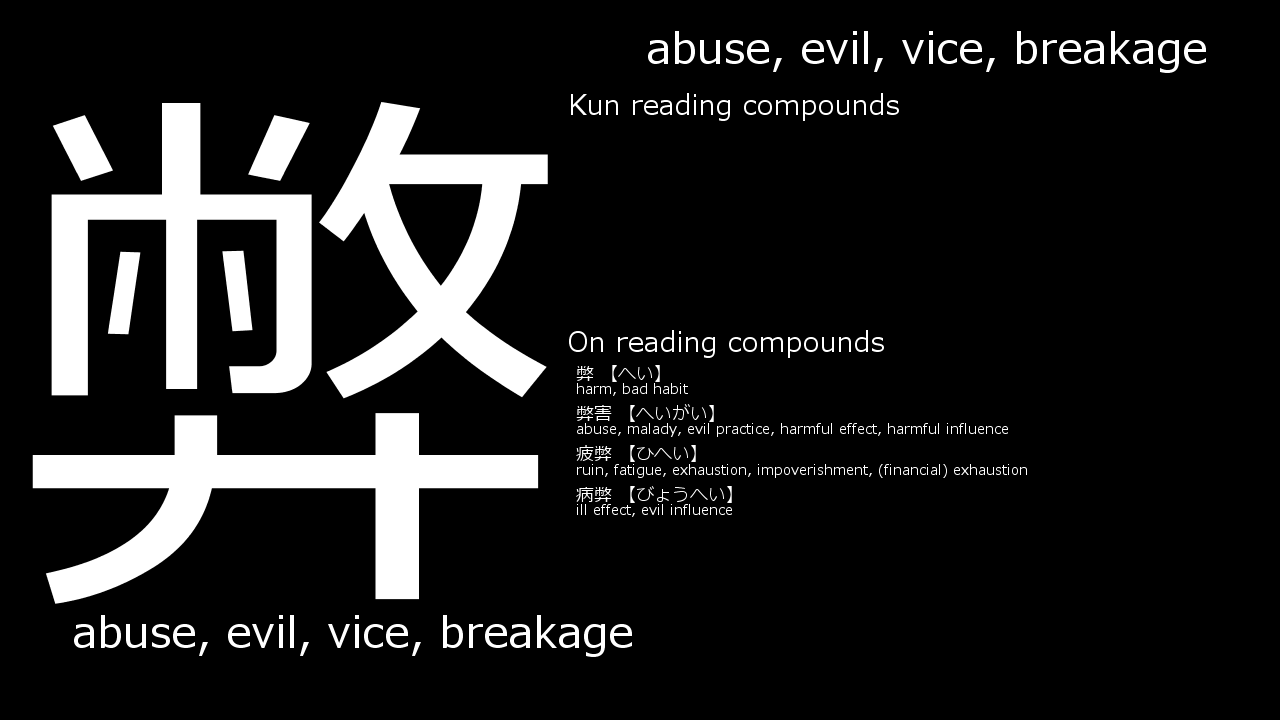 弊
abuse, evil, vice, breakage
abuse, evil, vice, breakage
Kun reading compounds
On reading compounds
弊 【へい】
harm, bad habit
弊害 【へいがい】
abuse, malady, evil practice, harmful effect, harmful influence
疲弊 【ひへい】
ruin, fatigue, exhaustion, impoverishment, (financial) exhaustion
病弊 【びょうへい】
ill effect, evil influence